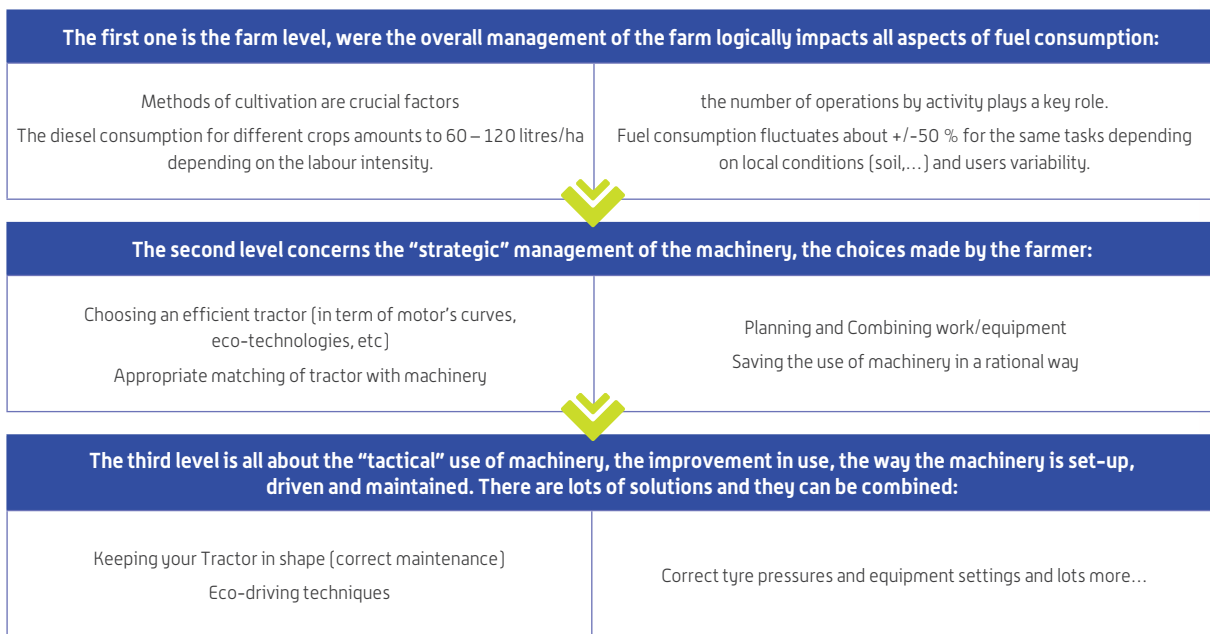 The first one is the farm level, were the overall management of the farm logically impacts all aspects of fuel consumption:
Methods of cultivation are crucial factors
The diesel consumption for different crops amounts to 60 – 120 litres/ha
depending on the labour intensity.
the number of operations by activity plays a key role.
Fuel consumption fluctuates about +/-50 % for the same tasks depending
on local conditions (soil,...) and users variability.
The second level concerns the “strategic” management of the machinery, the choices made by the farmer:
Choosing an efficient tractor (in term of motor’s curves,
eco-technologies, etc)
Appropriate matching of tractor with machinery
Planning and Combining work/equipment
Saving the use of machinery in a rational way
The third level is all about the “tactical” use of machinery, the improvement in use, the way the machinery is set-up,
driven and maintained. There are lots of solutions and they can be combined:
Keeping your Tractor in shape (correct maintenance)
Eco-driving techniques
Correct tyre pressures and equipment settings and lots more...